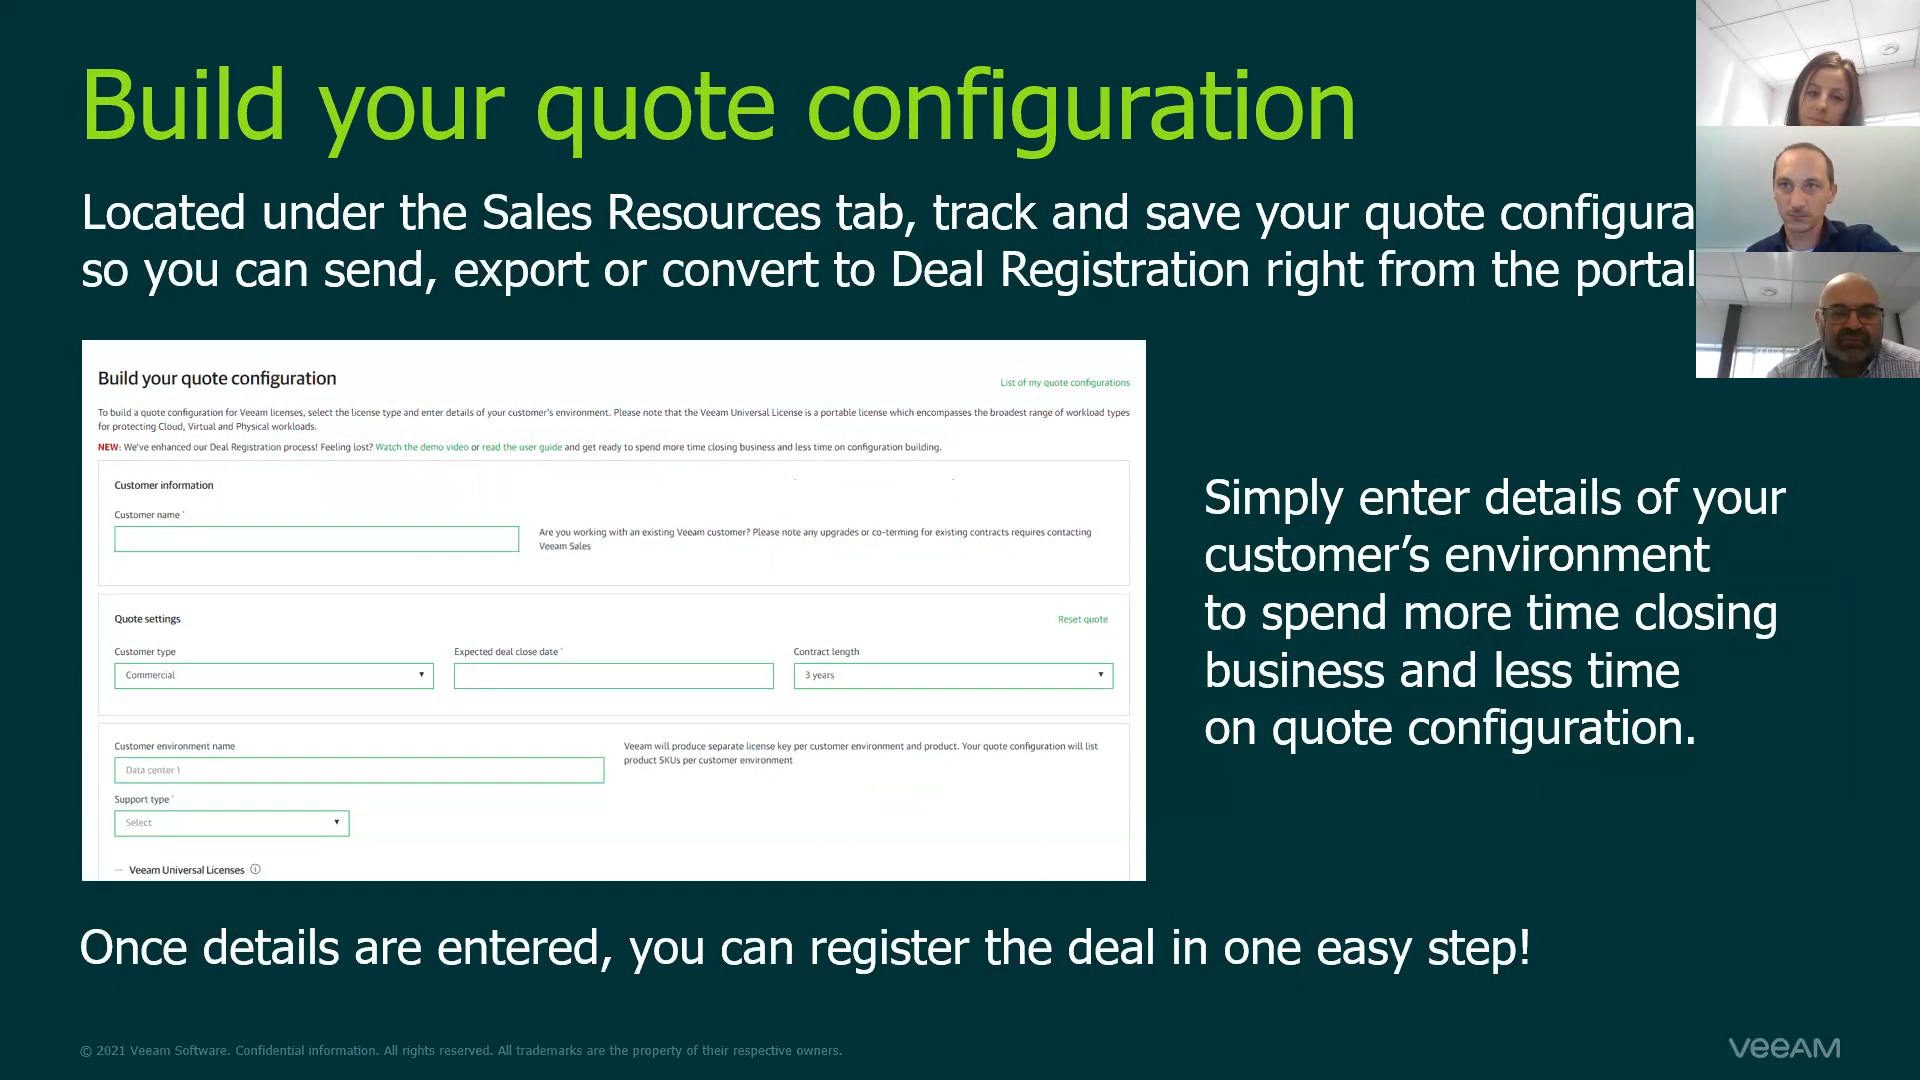 Build your quote configuration
Located under the Sales Resources tab, track and save your quote configura
so you can send, export or convert to Deal Registration right from the portal
Build your quote configuration
List of my quote configurations
To build a quote configuration for Veeam licenses, select the license type and enter details of your customer's environment. Please note that the Veeam Universal License is a portable license which encompasses the broadest range of workload types
for protecting Cloud, Virtual and Physical workloads.
NEW: We've enhanced our Deal Registration process! Feeling lost? Watch the demo video or read the user guide and get ready to spend more time closing business and less time on configuration building.
Customer information
Customer name *
Are you working with an existing Veeam customer? Please note any upgrades or co-terming for existing contracts requires contacting
Veeam Sales
Quote settings
Reset quote
Customer type
Expected deal close date *
Contract length
Commercial
3 years
Customer environment name
Veeam will produce separate license key per customer environment and product. Your quote configuration will list
product SKUs per customer environment
Data center 1
Support type *
Select
Veeam Universal Licenses
Simply enter details of your
customer's environment
to spend more time closing
business and less time
on quote configuration.
Once details are entered, you can register the deal in one easy step!
© 2021 Veeam Software. Confidential information. All rights reserved. All trademarks are the property of their respective owners.
veeAM